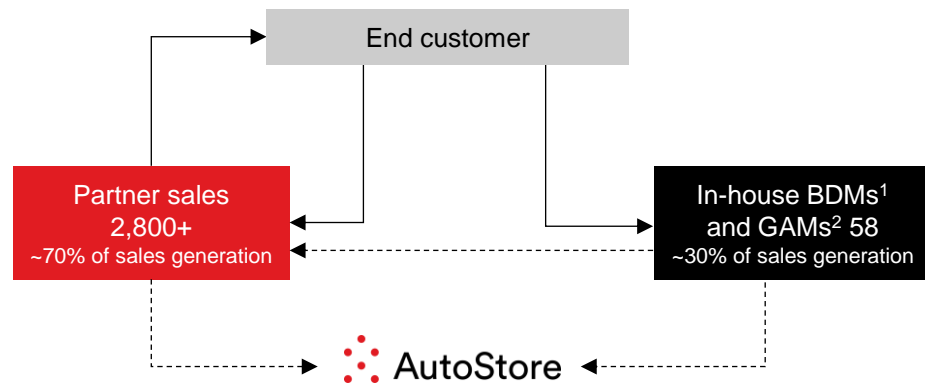 End customer
Partner sales
2,800+
~70% of sales generation
In-house BDMs¹
and GAMs² 58
~30% of sales generation
AutoStore